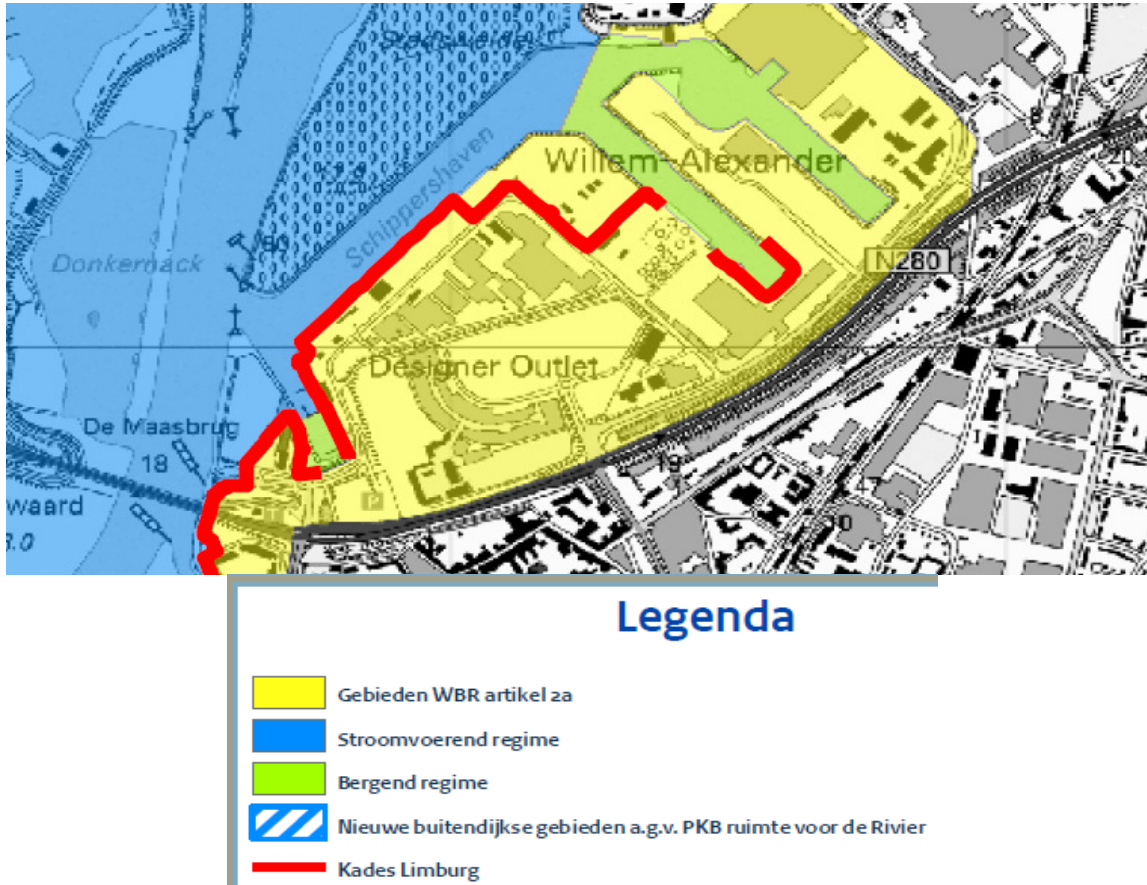 Schippershaven
Willem-Alexander
20
80
Donkernack
N280
Designer Outlet
De Maasbrug
18
19
waard
P
Legenda
Gebieden WBR artikel 2a
Stroomvoerend regime
Bergend regime
Nieuwe buitendijkse gebieden a.g.v. PKB ruimte voor de Rivier
Kades Limburg